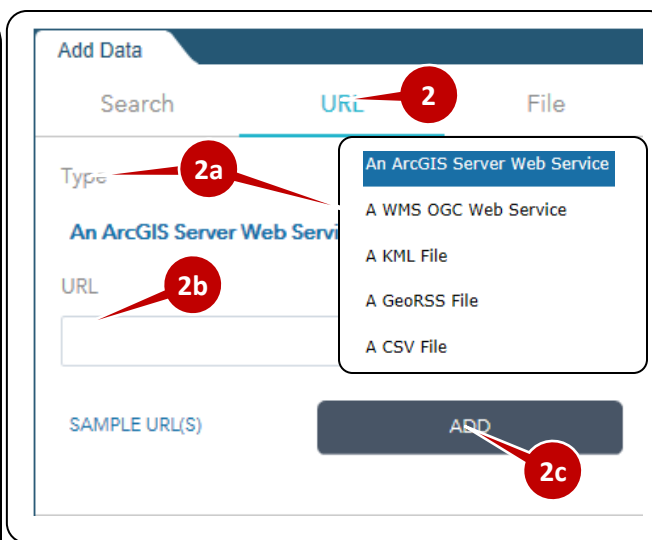 Add Data
Search URL 2 File
Type 2a
An ArcGIS Server Web Service
A WMS OGC Web Service
A KML File
A GeoRSS File
A CSV File
An ArcGIS Server Web Servi
URL 2b
SAMPLE URL(S) ADD
2c